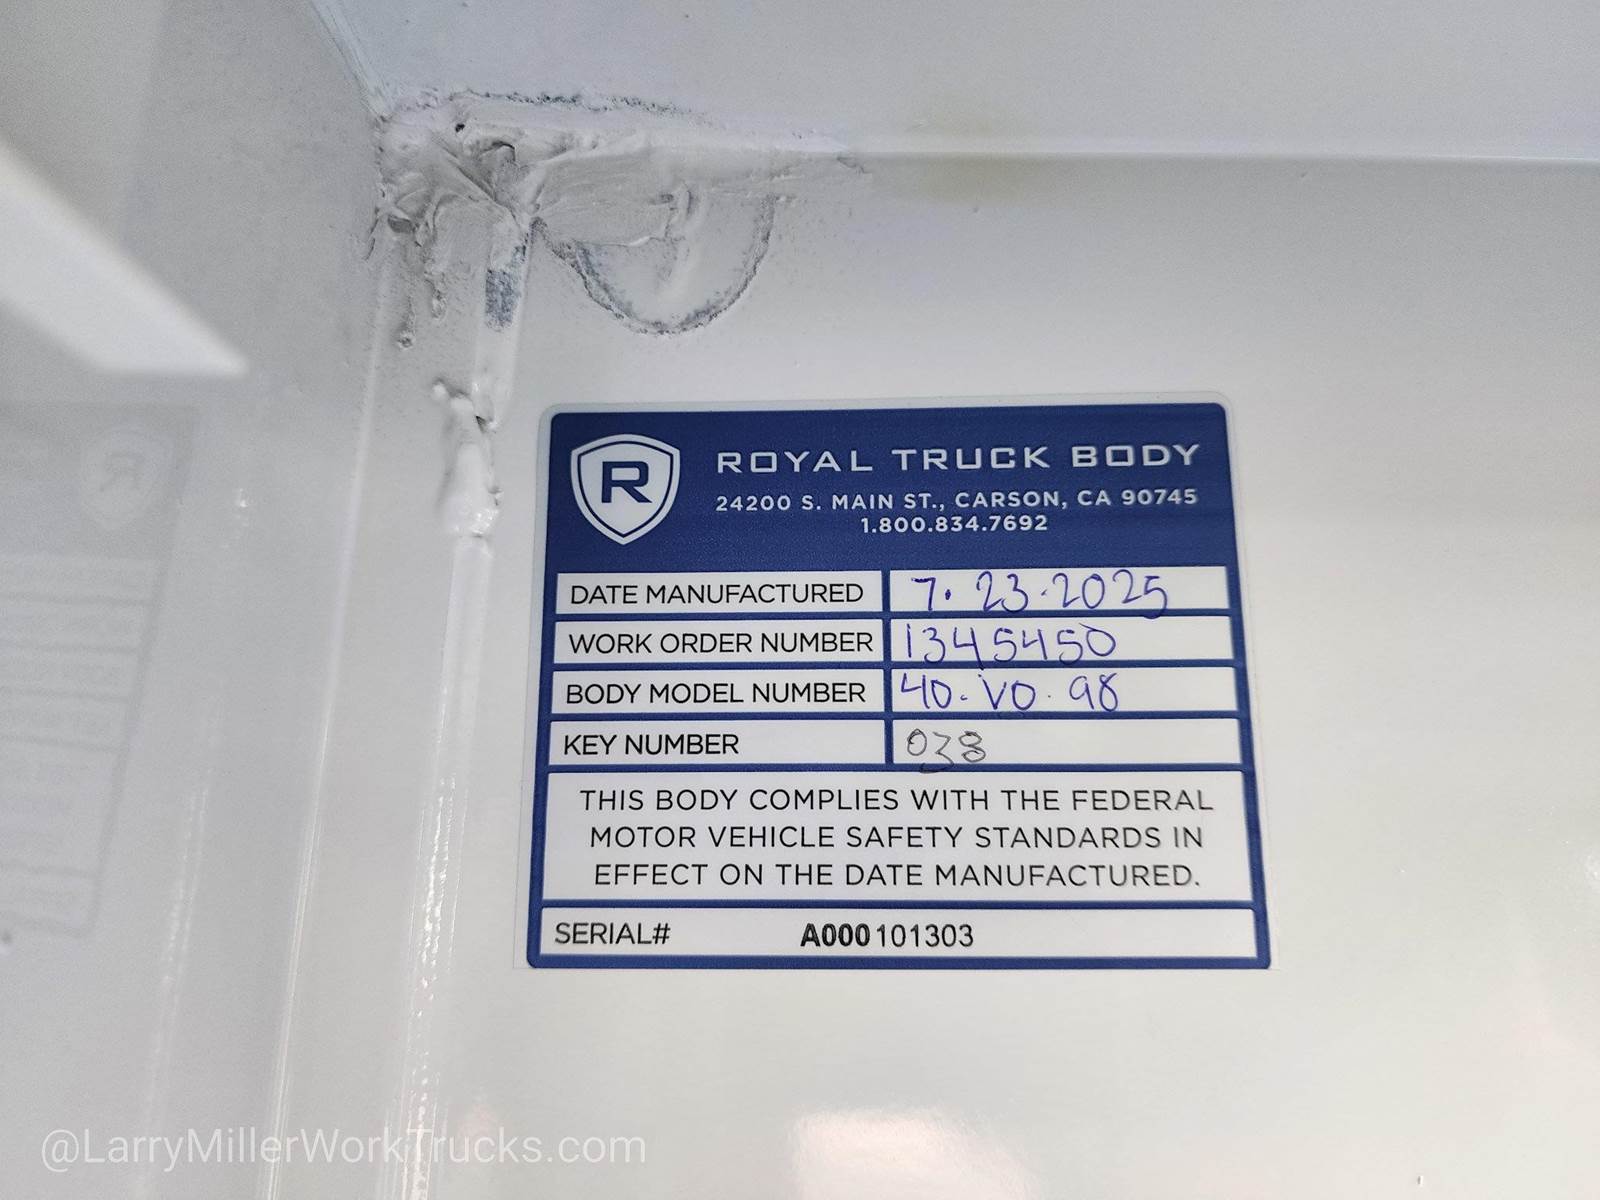 R
ROYAL TRUCK BODY
24200 S. MAIN ST., CARSON, CA 90745
1.800.834.7692
DATE MANUFACTURED 7. 23. 2025
WORK ORDER NUMBER 1345450
BODY MODEL NUMBER 40. VO. 98
KEY NUMBER 038
THIS BODY COMPLIES WITH THE FEDERAL
MOTOR VEHICLE SAFETY STANDARDS IN
EFFECT ON THE DATE MANUFACTURED.
SERIAL# A000101303
@LarryMillerWorkTrucks.com